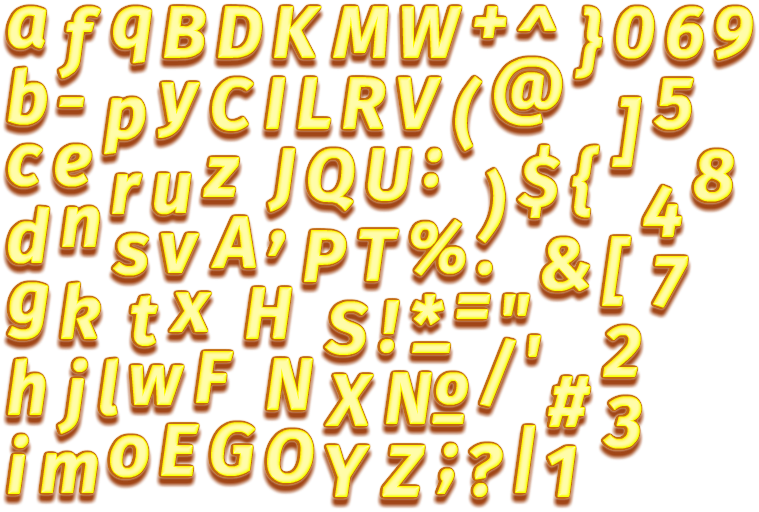 a f q B D K M W + ^ } 0 6 9
b - p y C I L R V ( @ ] 5
c e r u z J Q U : ) $ { 4 8
d n s v A ' P T % . & [ 7
g k t x H S ! * _ = " 2
h j l w F N X № / ' # 3
i m o E G O Y Z ; ? | 1